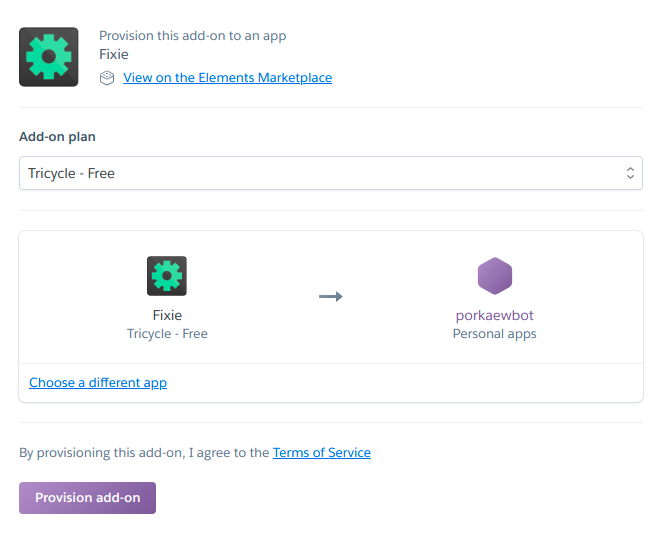 Provision this add-on to an app
Fixie
View on the Elements Marketplace
Add-on plan
Tricycle - Free
Fixie
Tricycle - Free
porkaewbot
Personal apps
Choose a different app
By provisioning this add-on, I agree to the Terms of Service
Provision add-on